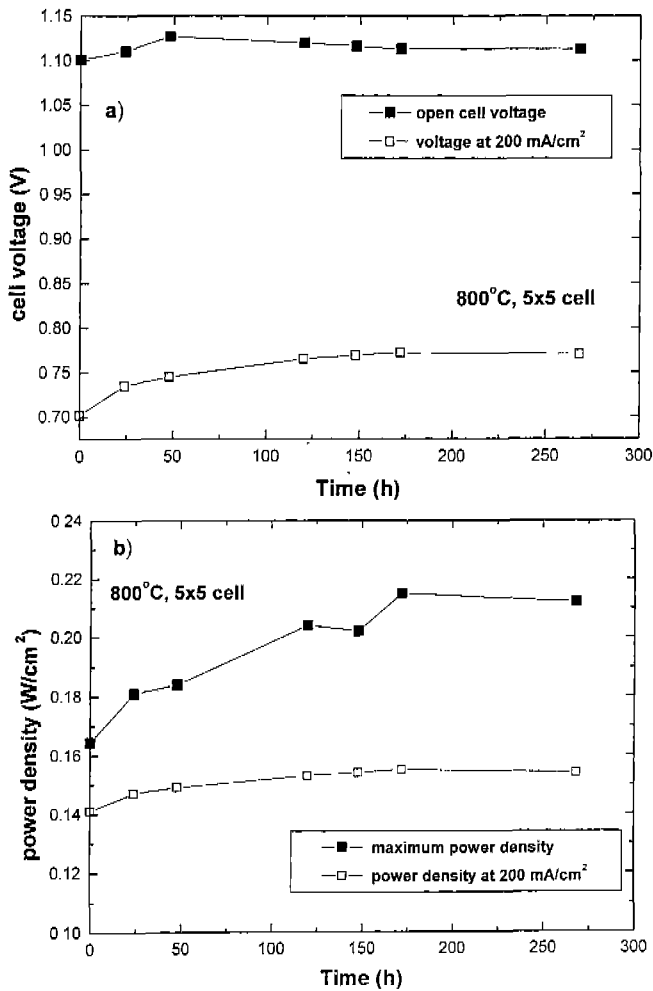 1.15
1.10
1.05
1.00
0.95
0.90
0.85
0.80
0.75
0.70
cell voltage (V)
a)
open cell voltage
voltage at 200 mA/cm²
800°C, 5x5 cell
0 50 100 150 200 250 300
Time (h)
0.24
0.22
0.20
0.18
0.16
0.14
0.12
0.10
power density (W/cm²)
b)
800°C, 5x5 cell
maximum power density
power density at 200 mA/cm²
0 50 100 150 200 250 300
Time (h)